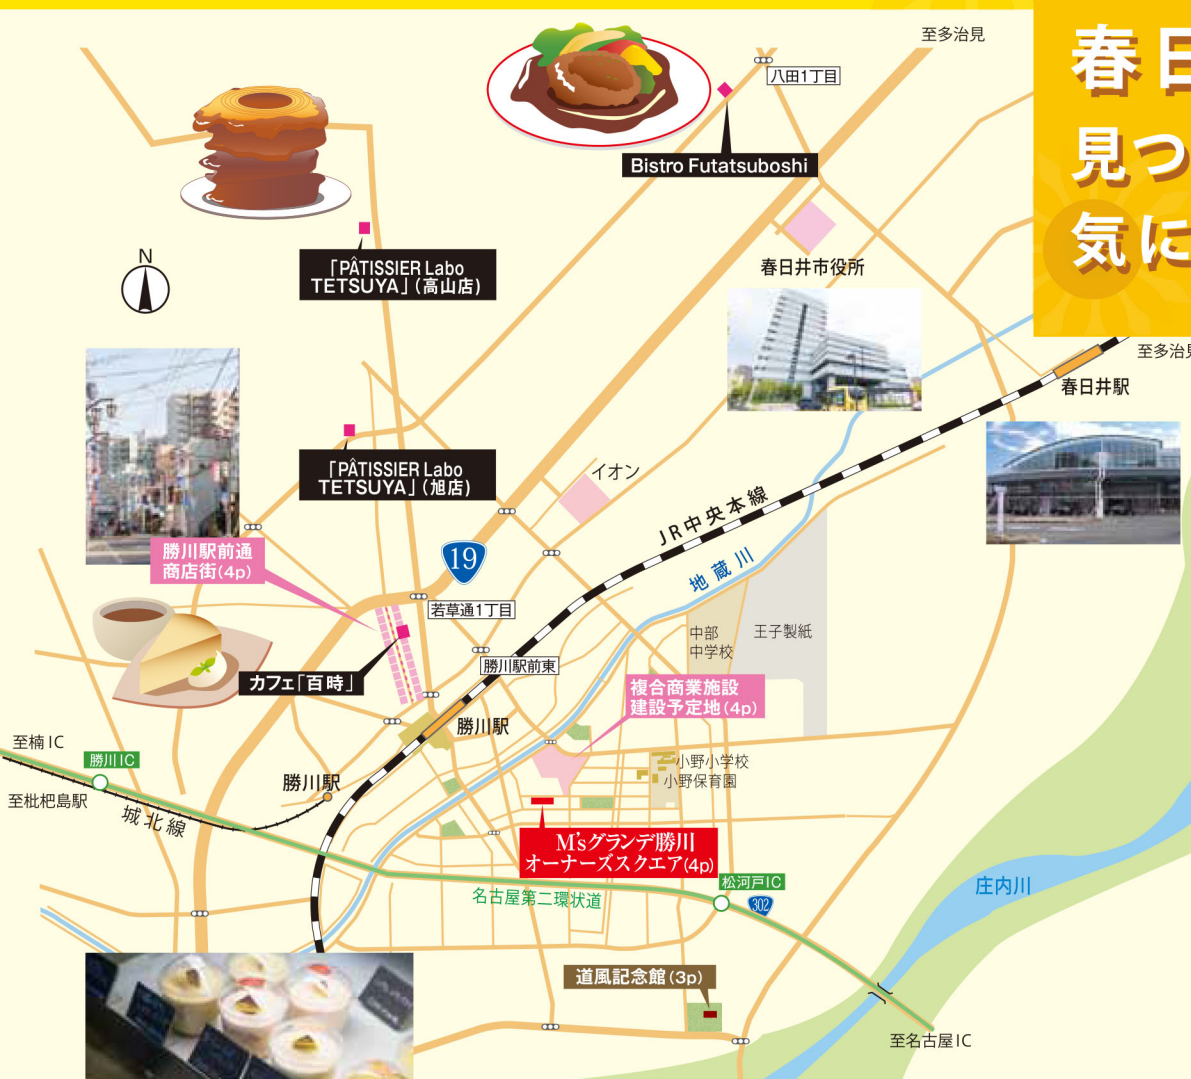 春日
見つ
気に
至多治見
八田1丁目
Bistro Futatsuboshi
N
「PÂTISSIER Labo
TETSUYA」(高山店)
春日井市役所
至多治見
春日井駅
「PÂTISSIER Labo
TETSUYA」(旭店)
イオン
JR中央本線
地蔵川
19
勝川駅前通
商店街(4p)
若草通1丁目
中部
中学校
王子製紙
勝川駅前東
カフェ「百時」
複合商業施設
建設予定地(4p)
勝川駅
至楠IC
勝川IC
小野小学校
小野保育園
勝川駅
至枇杷島駅
城北線
M'sグランデ勝川
オーナーズスクエア(4p)
松河戸IC
302
名古屋第二環状道
庄内川
道風記念館(3p)
至名古屋IC